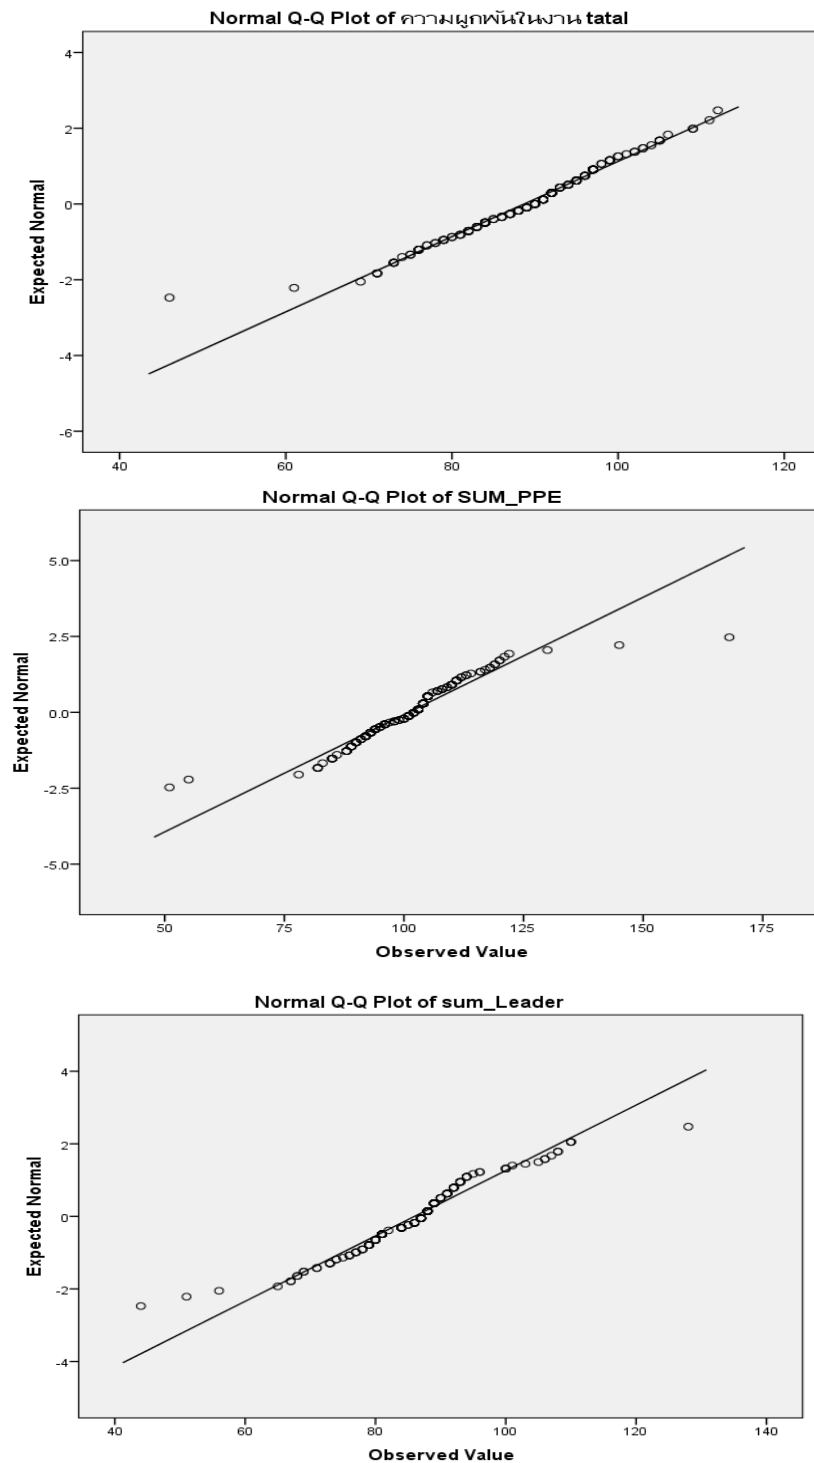 Normal Q-Q Plot of ความผูกพันในงาน tatal
Expected Normal
4
2
0
-2
-4
-6
40 60 80 100 120
Normal Q-Q Plot of SUM_PPE
Expected Normal
5.0
2.5
0.0
-2.5
-5.0
50 75 100 125 150 175
Observed Value
Normal Q-Q Plot of sum_Leader
Expected Normal
4
2
0
-2
-4
40 60 80 100 120 140
Observed Value